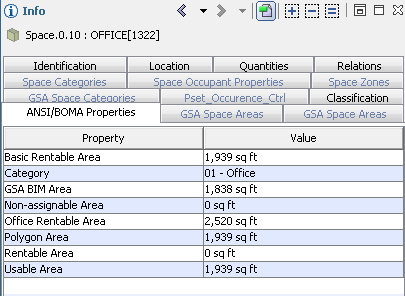 Info
Space.0.10 : OFFICE[1322]
Identification Location Quantities Relations
Space Categories Space Occupant Properties Space Zones
GSA Space Categories Pset_Occurence_Ctrl Classification
ANSI/BOMA Properties GSA Space Areas GSA Space Areas
Property Value
Basic Rentable Area 1,939 sq ft
Category 01 - Office
GSA BIM Area 1,838 sq ft
Non-assignable Area 0 sq ft
Office Rentable Area 2,520 sq ft
Polygon Area 1,939 sq ft
Rentable Area 0 sq ft
Usable Area 1,939 sq ft